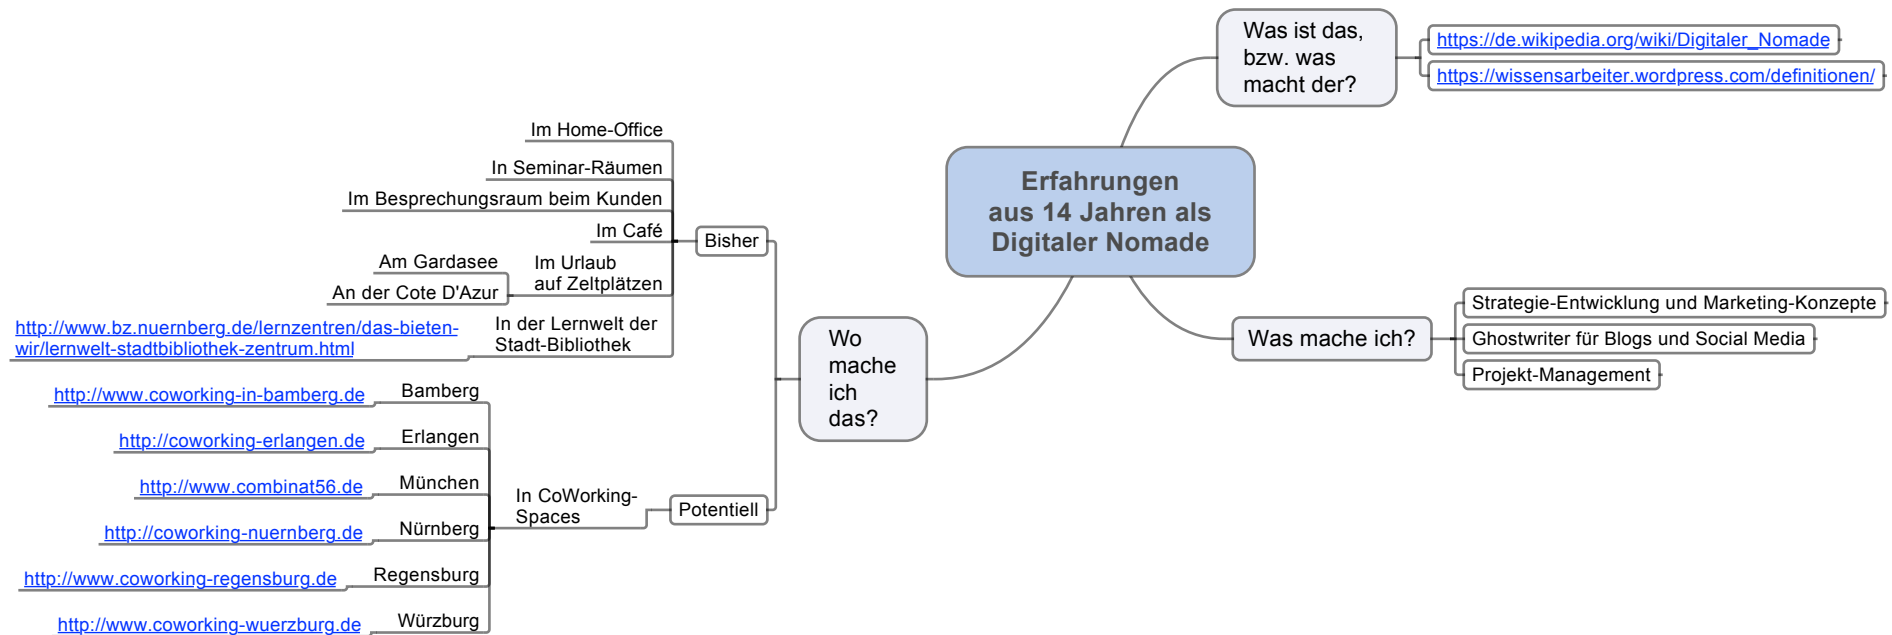 Erfahrungen
aus 14 Jahren als
Digitaler Nomade
Was ist das,
bzw. was
macht der?
https://de.wikipedia.org/wiki/Digitaler_Nomade
https://wissensarbeiter.wordpress.com/definitionen/
Was mache ich?
Strategie-Entwicklung und Marketing-Konzepte
Ghostwriter für Blogs und Social Media
Projekt-Management
Wo
mache
ich
das?
Bisher
Im Home-Office
In Seminar-Räumen
Im Besprechungsraum beim Kunden
Im Café
Im Urlaub
auf Zeltplätzen
Am Gardasee
An der Cote D'Azur
In der Lernwelt der
Stadt-Bibliothek
http://www.bz.nuernberg.de/lernzentren/das-bieten-
wir/lernwelt-stadtbibliothek-zentrum.html
Potentiell
In CoWorking-
Spaces
Bamberg
http://www.coworking-in-bamberg.de
Erlangen
http://coworking-erlangen.de
München
http://www.combinat56.de
Nürnberg
http://coworking-nuernberg.de
Regensburg
http://www.coworking-regensburg.de
Würzburg
http://www.coworking-wuerzburg.de